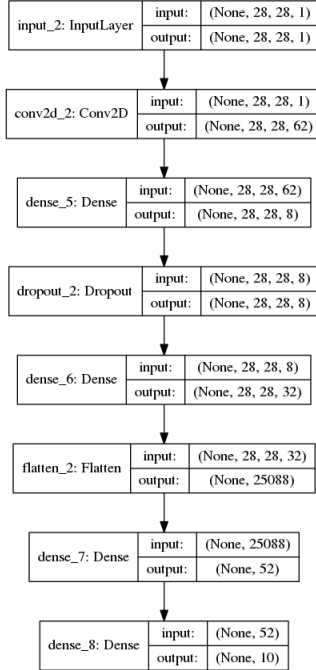 input_2: InputLayer
input: (None, 28, 28, 1)
output: (None, 28, 28, 1)
conv2d_2: Conv2D
input: (None, 28, 28, 1)
output: (None, 28, 28, 62)
dense_5: Dense
input: (None, 28, 28, 62)
output: (None, 28, 28, 8)
dropout_2: Dropout
input: (None, 28, 28, 8)
output: (None, 28, 28, 8)
dense_6: Dense
input: (None, 28, 28, 8)
output: (None, 28, 28, 32)
flatten_2: Flatten
input: (None, 28, 28, 32)
output: (None, 25088)
dense_7: Dense
input: (None, 25088)
output: (None, 52)
dense_8: Dense
input: (None, 52)
output: (None, 10)